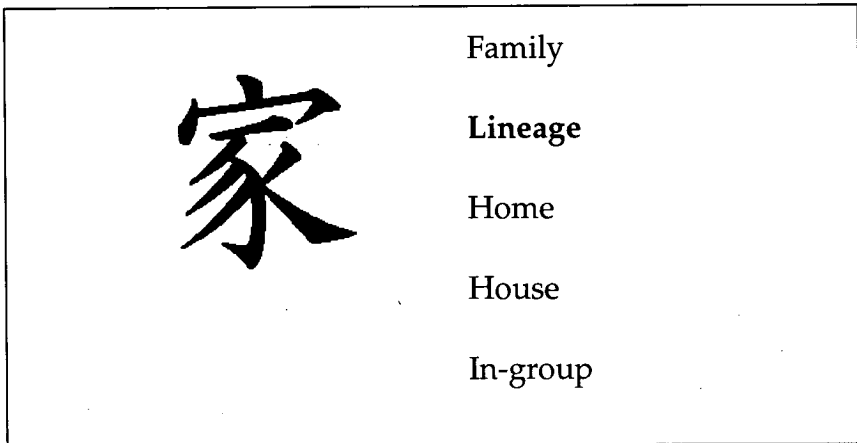 家
Family
Lineage
Home
House
In-group